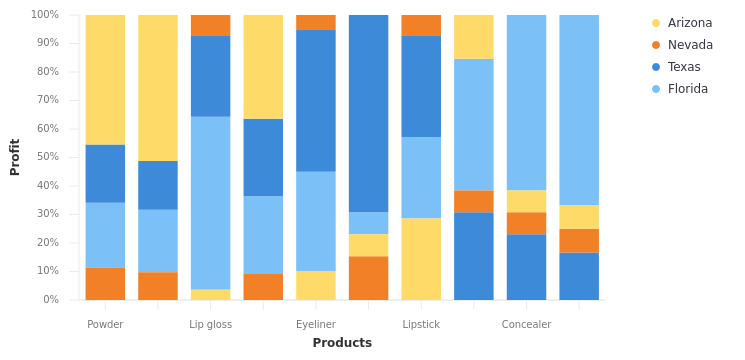 100%
90%
80%
70%
60%
50%
40%
30%
20%
10%
0%
Profit
Powder
Lip gloss
Eyeliner
Lipstick
Concealer
Products
Arizona
Nevada
Texas
Florida